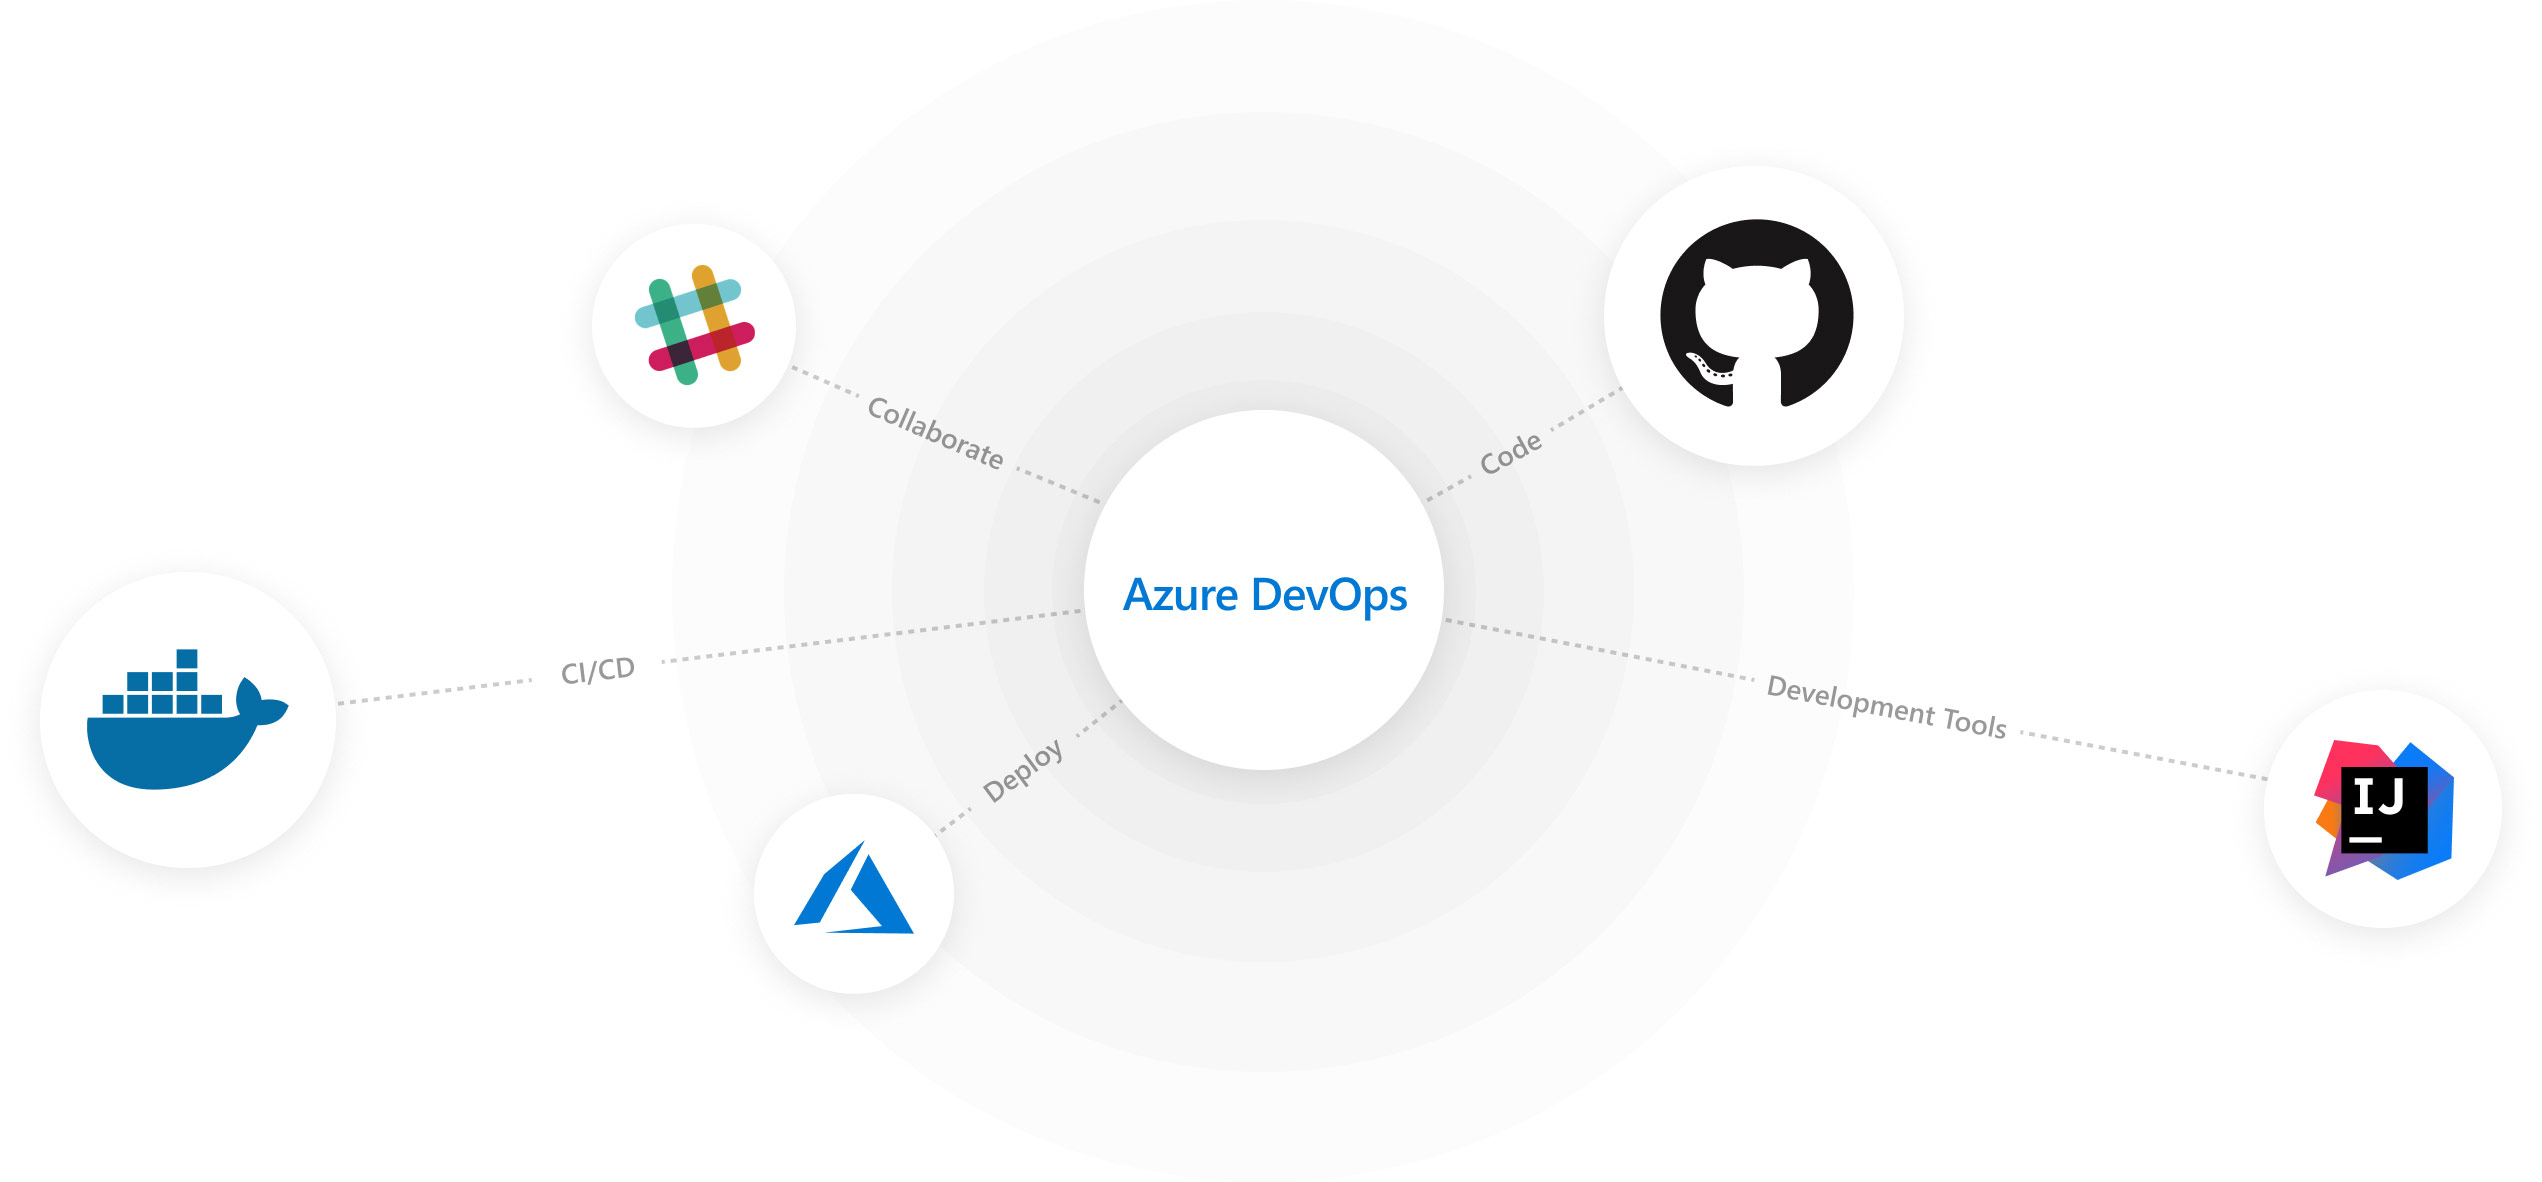 Collaborate
Code
Azure DevOps
CI/CD
Development Tools
Deploy
IJ